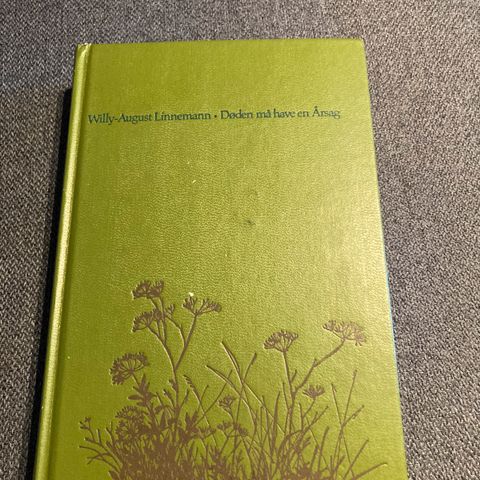 Willy-August Linnemann • Døden må have en Årsag